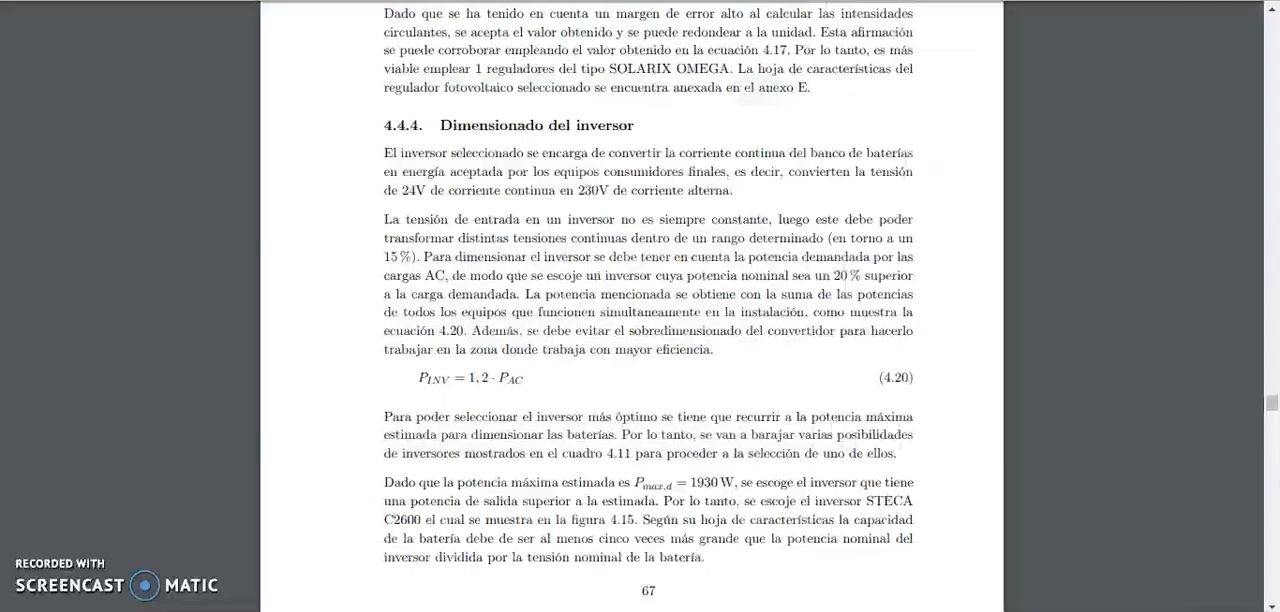 Dado que se ha tenido en cuenta un margen de error alto al calcular las intensidades
circulantes, se acepta el valor obtenido y se puede redondear a la unidad. Esta afirmación
se puede corroborar empleando el valor obtenido en la ecuación 4.17. Por lo tanto, es más
viable emplear 1 reguladores del tipo SOLARIX OMEGA. La hoja de características del
regulador fotovoltaico seleccionado se encuentra anexada en el anexo E.
4.4.4. Dimensionado del inversor
El inversor seleccionado se encarga de convertir la corriente continua del banco de baterías
en energía aceptada por los equipos consumidores finales, es decir, convierten la tensión
de 24V de corriente continua en 230V de corriente alterna.
La tensión de entrada en un inversor no es siempre constante, luego este debe poder
transformar distintas tensiones continuas dentro de un rango determinado (en torno a un
15 %). Para dimensionar el inversor se debe tener en cuenta la potencia demandada por las
cargas AC, de modo que se escoje un inversor cuya potencia nominal sea un 20 % superior
a la carga demandada. La potencia mencionada se obtiene con la suma de las potencias
de todos los equipos que funcionen simultaneamente en la instalación, como muestra la
ecuación 4.20. Además, se debe evitar el sobredimensionado del convertidor para hacerlo
trabajar en la zona donde trabaja con mayor eficiencia.
P_INV = 1, 2 · P_AC (4.20)
Para poder seleccionar el inversor más óptimo se tiene que recurrir a la potencia máxima
estimada para dimensionar las baterías. Por lo tanto, se van a barajar varias posibilidades
de inversores mostrados en el cuadro 4.11 para proceder a la selección de uno de ellos.
Dado que la potencia máxima estimada es P_max,d = 1930 W, se escoge el inversor que tiene
una potencia de salida superior a la estimada. Por lo tanto, se escoje el inversor STECA
C2600 el cual se muestra en la figura 4.15. Según su hoja de características la capacidad
de la batería debe de ser al menos cinco veces más grande que la potencia nominal del
inversor dividida por la tensión nominal de la batería.
67
RECORDED WITH
SCREENCAST MATIC